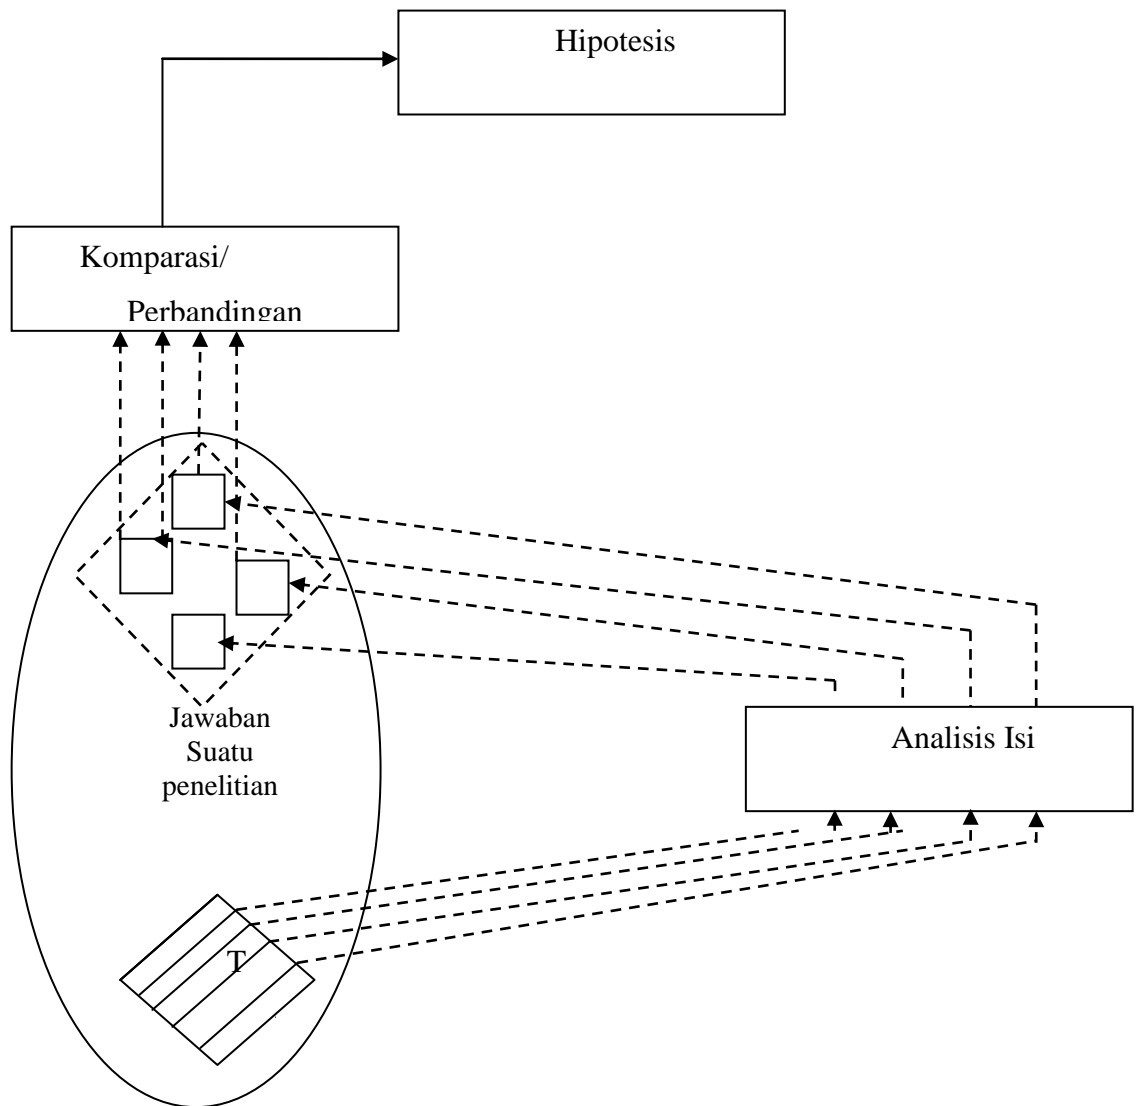 Hipotesis
Komparasi/
Perbandingan
Jawaban
Suatu
penelitian
Analisis Isi
T